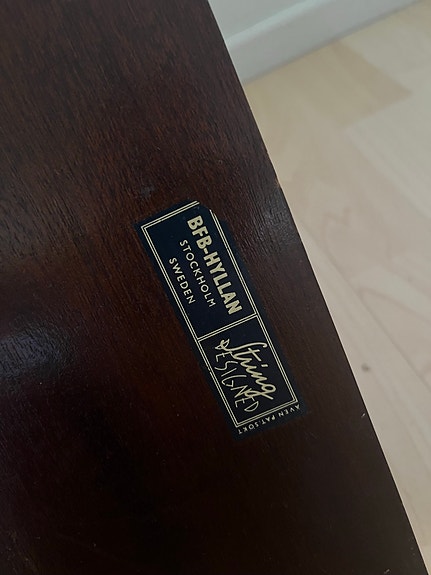 BFB-HYLLAN
STOCKHOLM
SWEDEN
String
DESIGNED
ÄVEN PAT. SÖKT